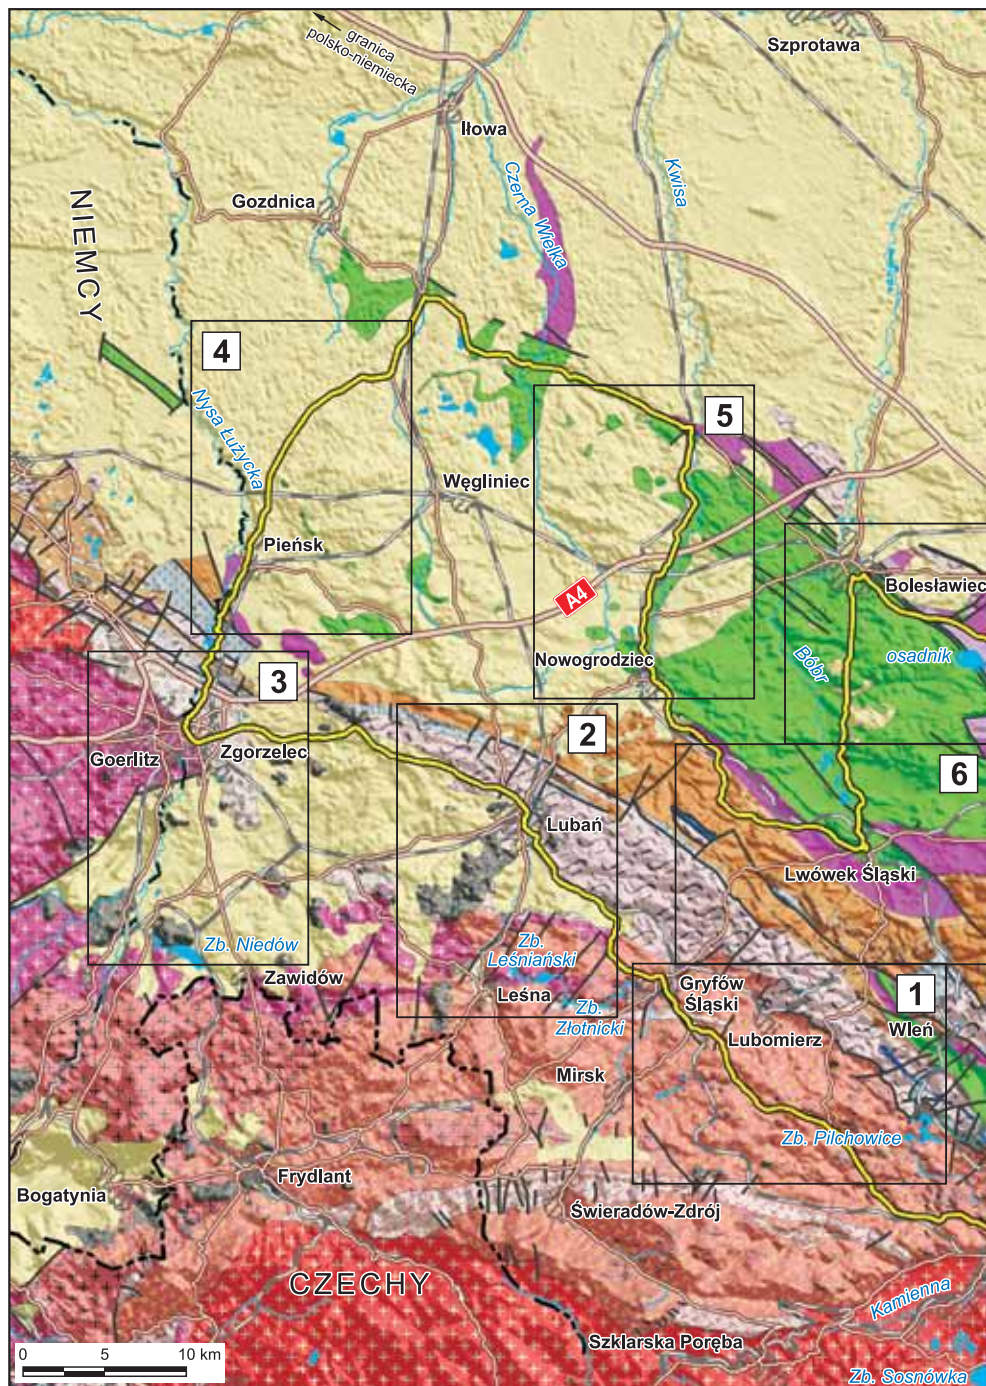 granica
polsko-niemiecka
Szprotawa
Iłowa
Kwisa
Czerna Wielka
Gozdnica
NIEMCY
4
Nysa Łużycka
5
Węgliniec
Pieńsk
A4
Bolesławiec
Bóbr
osadnik
Nowogrodziec
3
2
6
Goerlitz
Zgorzelec
Lubań
Lwówek Śląski
Zb. Niedów
Zb.
Leśniański
Zawidów
Leśna
Zb.
Złotnicki
Gryfów
Śląski
1
Wleń
Lubomierz
Mirsk
Zb. Pilchowice
Frydlant
Bogatynia
Świeradów-Zdrój
CZECHY
Kamienna
Szklarska Poręba
0 5 10 km
Zb. Sosnówka